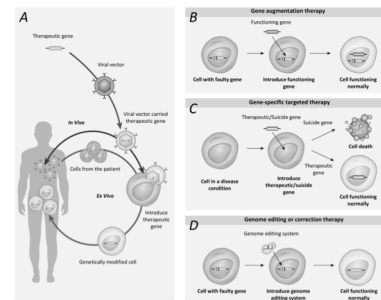 A
Therapeutic gene
Viral vector
In Vivo
Viral vector carried
therapeutic gene
Cells from the patient
Ex Vivo
Introduce
therapeutic
gene
Genetically modified cell
B
Gene augmentation therapy
Functioning gene
Cell with faulty gene
Introduce functioning
gene
Cell functioning
normally
C
Gene-specific targeted therapy
Therapeutic/Suicide gene
Suicide gene
Cell death
Therapeutic
gene
Cell in a disease
condition
Introduce
therapeutic/suicide
gene
Cell functioning
normally
D
Genome editing or correction therapy
Genome editing system
Cell with faulty gene
Introduce genome
editing system
Cell functioning
normally